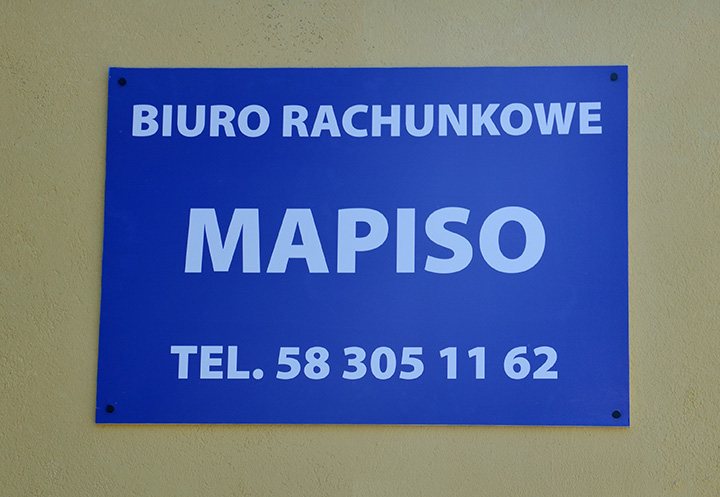 BIURO RACHUNKOWE
MAPISO
TEL. 58 305 11 62